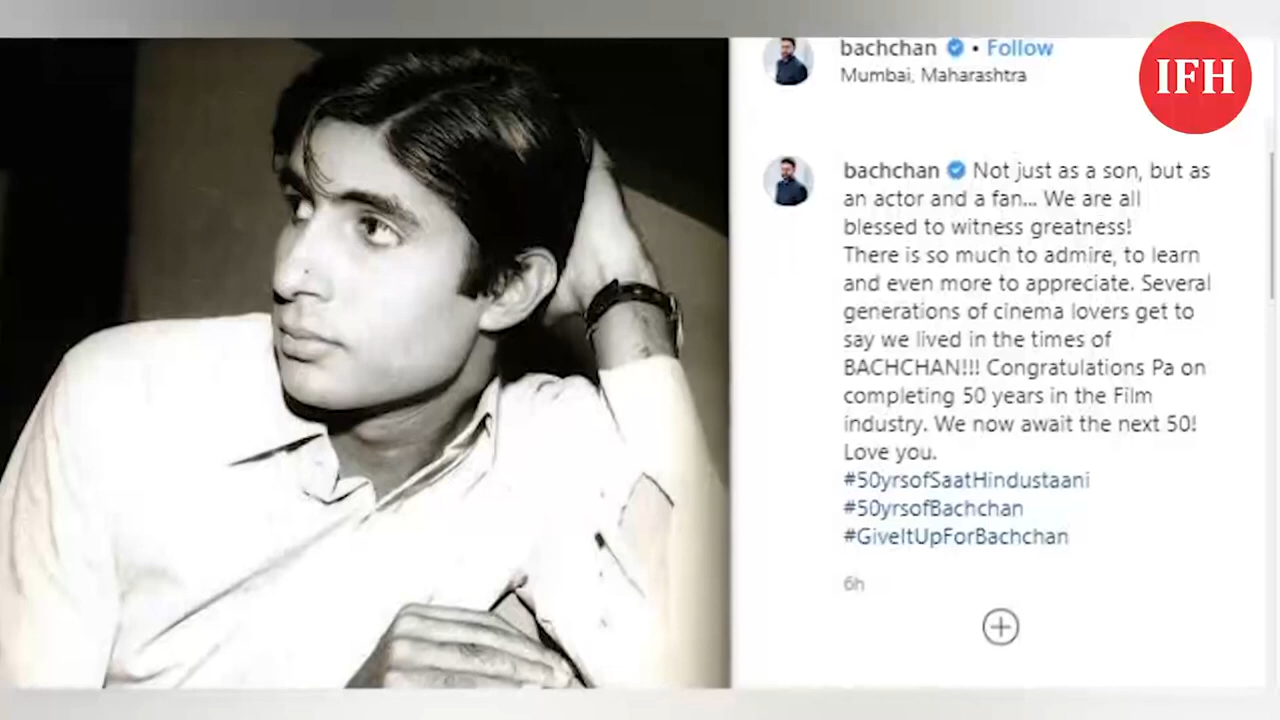 bachchan • Follow
Mumbai, Maharashtra
IFH
bachchan Not just as a son, but as
an actor and a fan... We are all
blessed to witness greatness!
There is so much to admire, to learn
and even more to appreciate. Several
generations of cinema lovers get to
say we lived in the times of
BACHCHAN!!! Congratulations Pa on
completing 50 years in the Film
industry. We now await the next 50!
Love you.
#50yrsofSaatHindustaani
#50yrsofBachchan
#GiveItUpForBachchan
6h